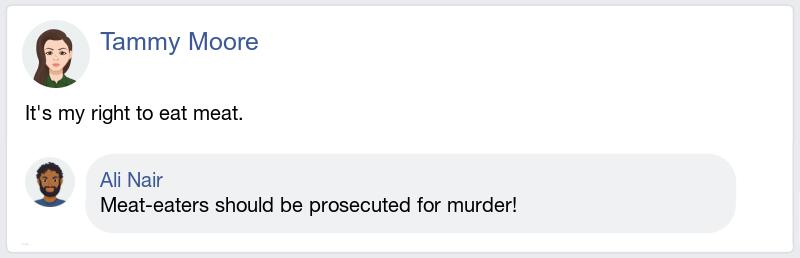 Tammy Moore
It's my right to eat meat.
Ali Nair
Meat-eaters should be prosecuted for murder!